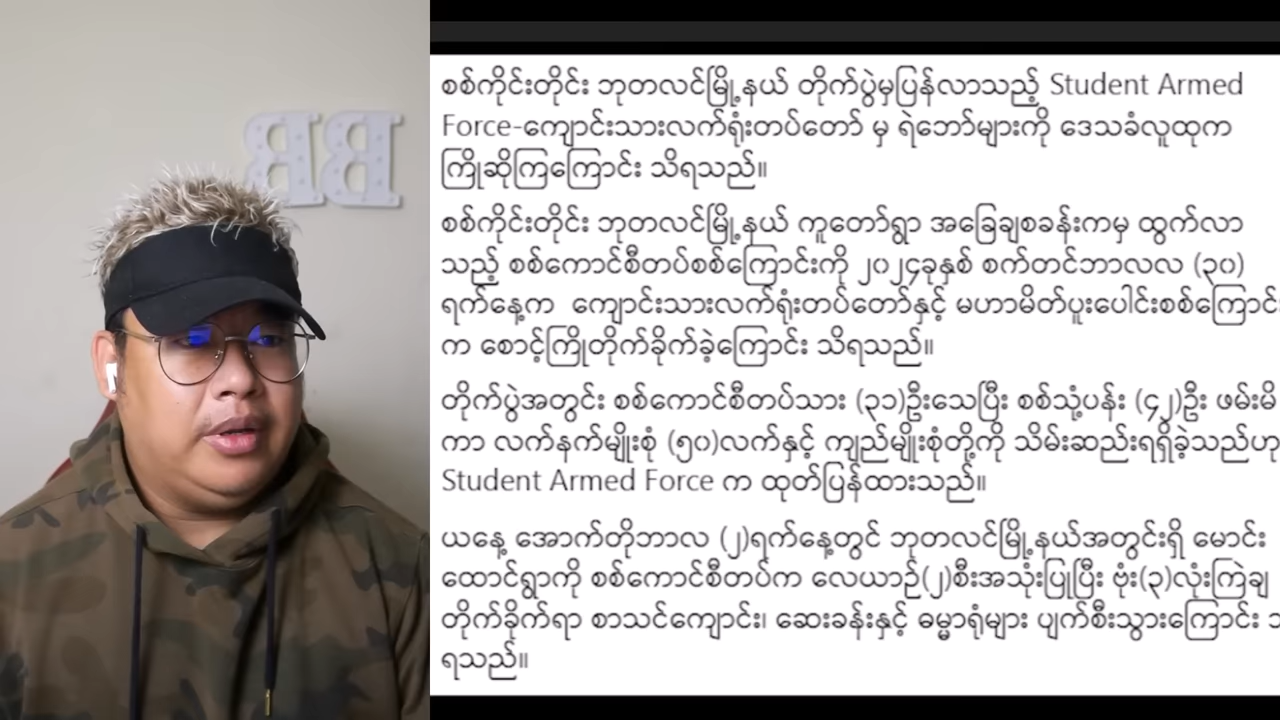 BB
စစ်ကိုင်းတိုင်း ဘုတလင်မြို့နယ် တိုက်ပွဲမှပြန်လာသည့် Student Armed
Force-ကျောင်းသားလက်ရုံးတပ်တော် မှ ရဲဘော်များကို ဒေသခံလူထုက
ကြိုဆိုကြကြောင်း သိရသည်။
စစ်ကိုင်းတိုင်း ဘုတလင်မြို့နယ် ကူတော်ရွာ အခြေချစခန်းကမှ ထွက်လာ
သည့် စစ်ကောင်စီတပ်စစ်ကြောင်းကို ၂၀၂၄ခုနှစ် စက်တင်ဘာလလ (၃၀)
ရက်နေ့က ကျောင်းသားလက်ရုံးတပ်တော်နှင့် မဟာမိတ်ပူးပေါင်းစစ်ကြောင်း
က စောင့်ကြိုတိုက်ခိုက်ခဲ့ကြောင်း သိရသည်။
တိုက်ပွဲအတွင်း စစ်ကောင်စီတပ်သား (၃၁)ဦးသေပြီး စစ်သုံ့ပန်း (၄၂)ဦး ဖမ်းမိ
ကာ လက်နက်မျိုးစုံ (၅၀)လက်နှင့် ကျည်မျိုးစုံတို့ကို သိမ်းဆည်းရရှိခဲ့သည်ဟု
Student Armed Force က ထုတ်ပြန်ထားသည်။
ယနေ့ အောက်တိုဘာလ (၂)ရက်နေ့တွင် ဘုတလင်မြို့နယ်အတွင်းရှိ မောင်း
ထောင်ရွာကို စစ်ကောင်စီတပ်က လေယာဉ်(၂)စီးအသုံးပြုပြီး ဗုံး(၃)လုံးကြဲချ
တိုက်ခိုက်ရာ စာသင်ကျောင်း၊ ဆေးခန်းနှင့် ဓမ္မာရုံများ ပျက်စီးသွားကြောင်း
ရသည်။